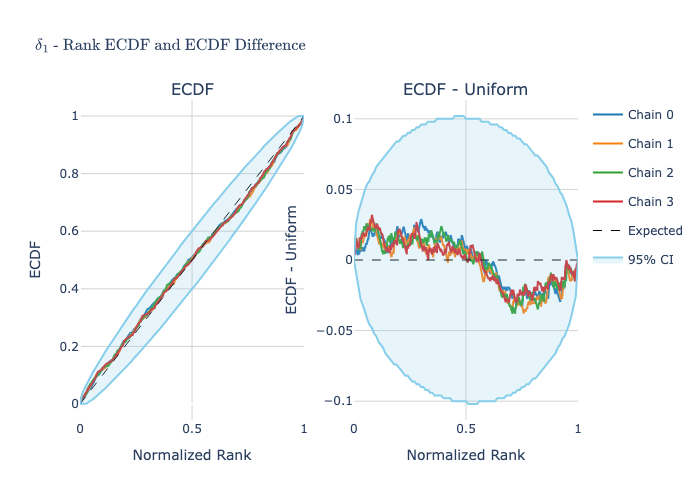 δ₁ - Rank ECDF and ECDF Difference
ECDF
ECDF - Uniform
1
0.8
0.6
0.4
0.2
0
0
0.5
1
ECDF
Normalized Rank
0.1
0.05
0
−0.05
−0.1
0
0.5
1
ECDF - Uniform
Normalized Rank
Chain 0
Chain 1
Chain 2
Chain 3
Expected
95% CI